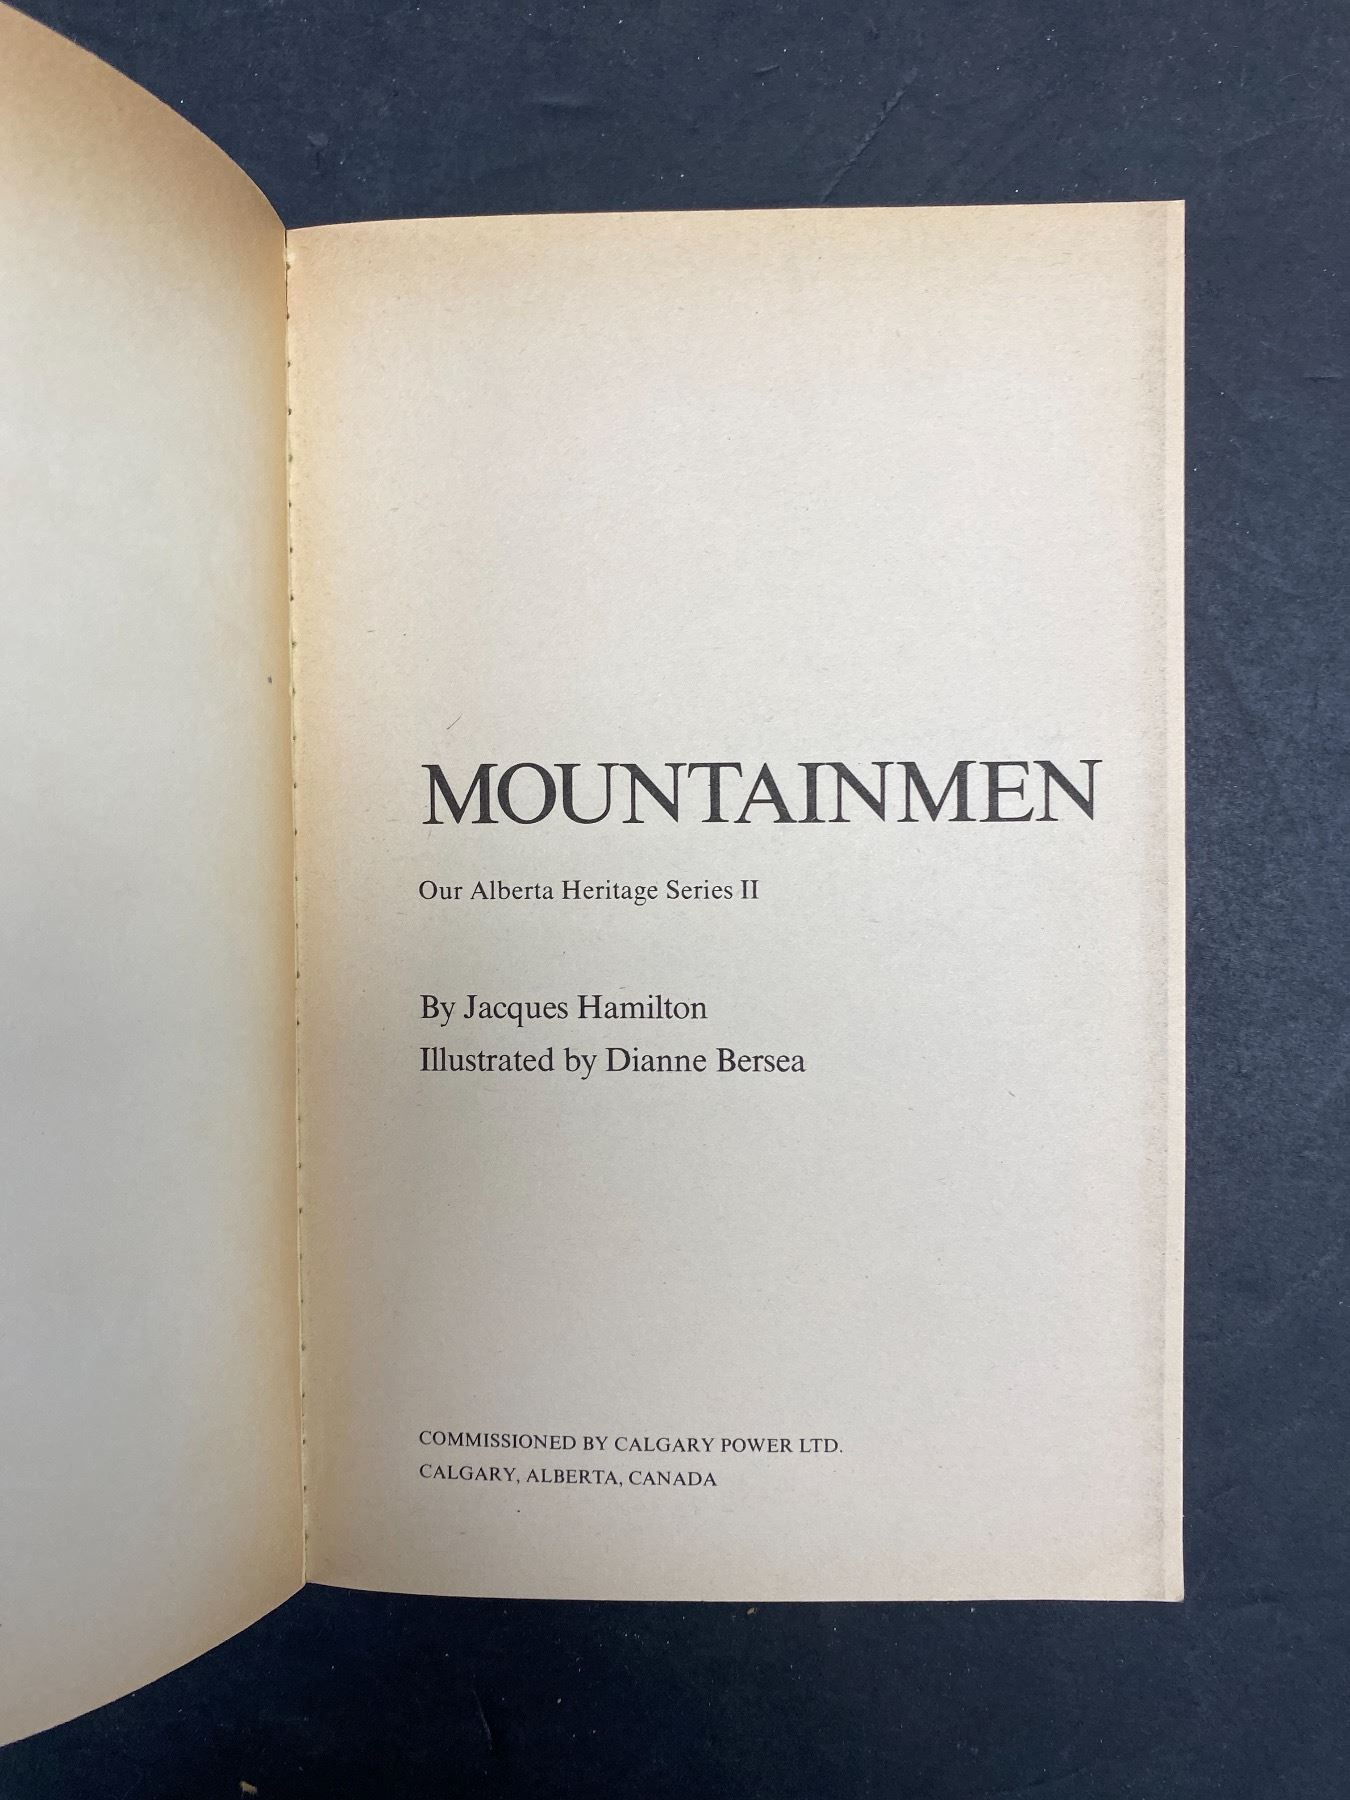 MOUNTAINMEN
Our Alberta Heritage Series II
By Jacques Hamilton
Illustrated by Dianne Bersea
COMMISSIONED BY CALGARY POWER LTD.
CALGARY, ALBERTA, CANADA